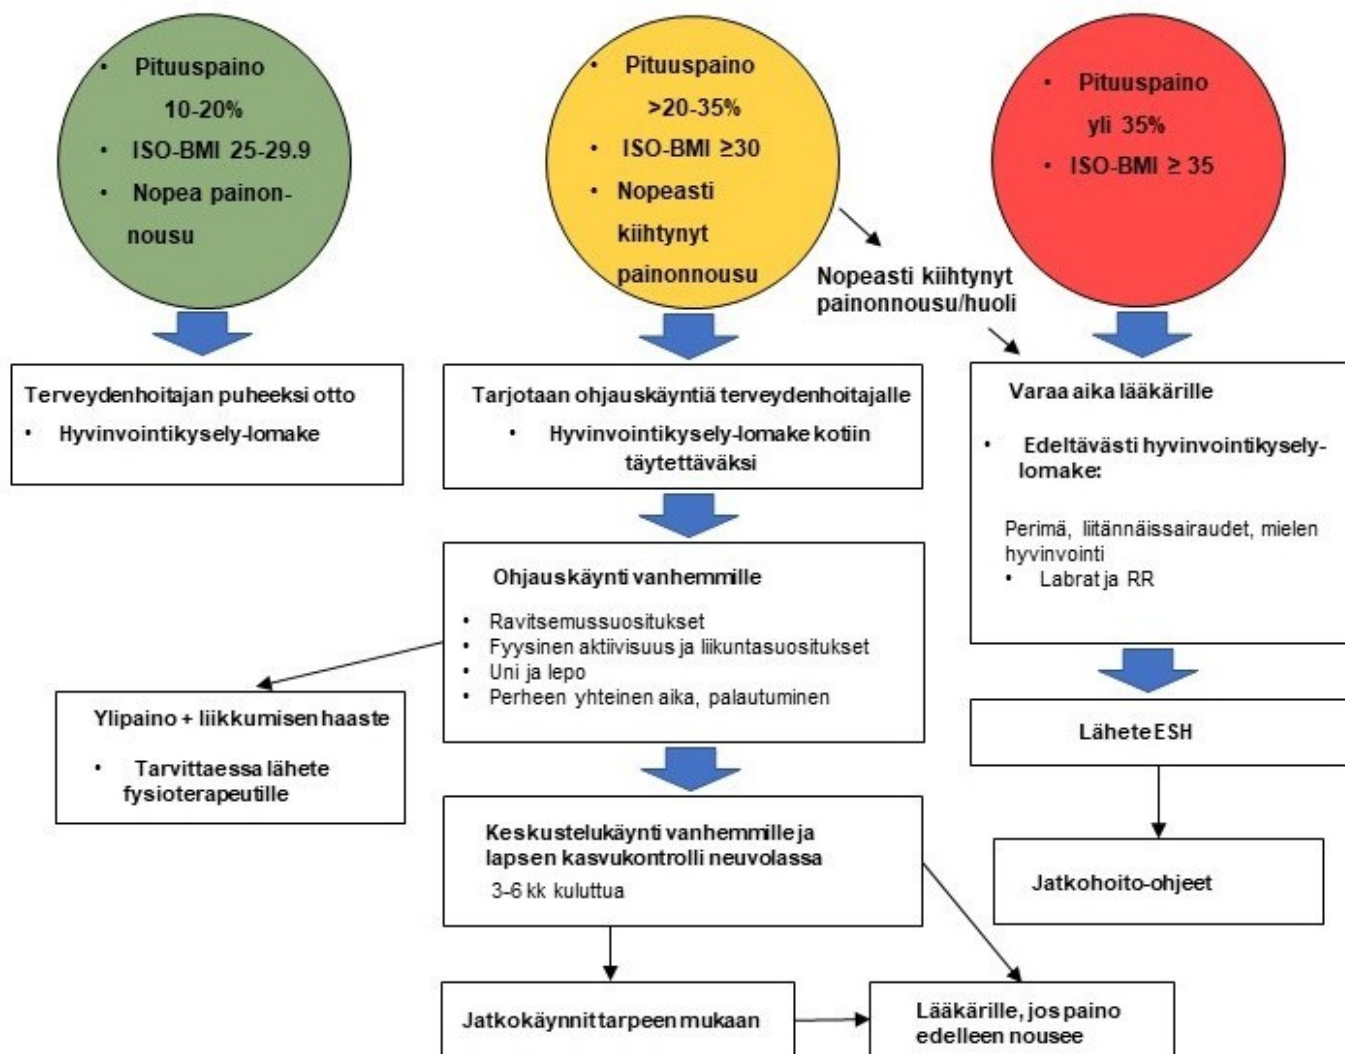 • Pituuspaino
10-20%
• ISO-BMI 25-29.9
• Nopea painon-
nousu
• Pituuspaino
>20-35%
• ISO-BMI ≥30
• Nopeasti
kiihtynyt
painonnousu
• Pituuspaino
yli 35%
• ISO-BMI ≥ 35
Nopeasti kiihtynyt
painonnousu/huoli
Terveydenhoitajan puheeksi otto
• Hyvinvointikysely-lomake
Tarjotaan ohjauskäyntiä terveydenhoitajalle
• Hyvinvointikysely-lomake kotiin
täytettäväksi
Varaa aika lääkärille
• Edeltävästi hyvinvointikysely-
lomake:
Perimä, liitännäissairaudet, mielen
hyvinvointi
• Labrat ja RR
Ohjauskäynti vanhemmille
• Ravitsemussuositukset
• Fyysinen aktiivisuus ja liikuntasuositukset
• Uni ja lepo
• Perheen yhteinen aika, palautuminen
Ylipaino + liikkumisen haaste
• Tarvittaessa lähete
fysioterapeutille
Lähete ESH
Keskustelukäynti vanhemmille ja
lapsen kasvukontrolli neuvolassa
3-6 kk kuluttua
Jatkohoito-ohjeet
Jatkokäynnit tarpeen mukaan
Lääkärille, jos paino
edelleen nousee